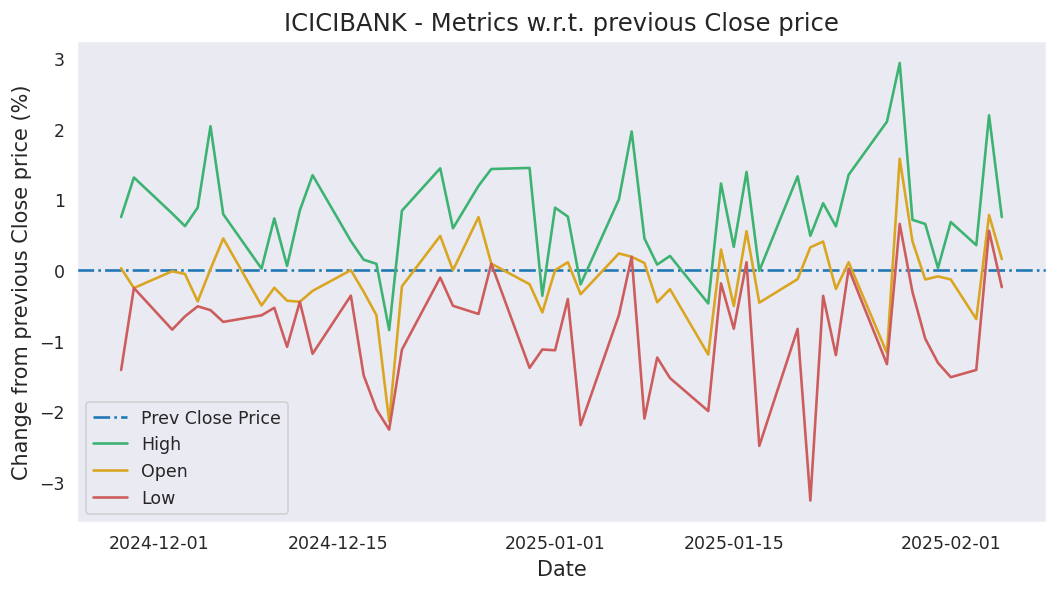 ICICIBANK - Metrics w.r.t. previous Close price
Change from previous Close price (%)
3
2
1
0
−1
−2
−3
Prev Close Price
High
Open
Low
2024-12-01
2024-12-15
2025-01-01
2025-01-15
2025-02-01
Date